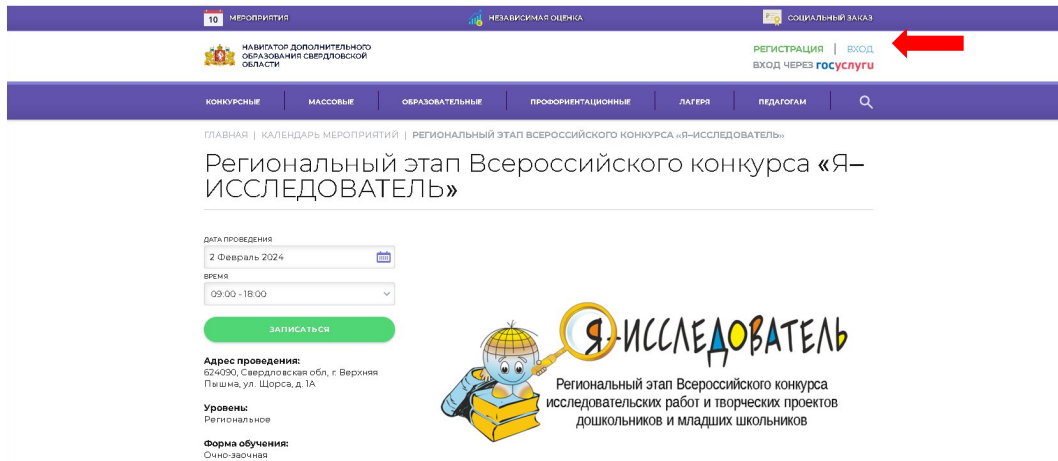 10 МЕРОПРИЯТИЯ
НЕЗАВИСИМАЯ ОЦЕНКА
СОЦИАЛЬНЫЙ ЗАКАЗ
НАВИГАТОР ДОПОЛНИТЕЛЬНОГО
ОБРАЗОВАНИЯ СВЕРДЛОВСКОЙ
ОБЛАСТИ
РЕГИСТРАЦИЯ | ВХОД
ВХОД ЧЕРЕЗ госуслуги
КОНКУРСНЫЕ МАССОВЫЕ ОБРАЗОВАТЕЛЬНЫЕ ПРОФОРИЕНТАЦИОННЫЕ ЛАГЕРЯ ПЕДАГОГАМ
ГЛАВНАЯ | КАЛЕНДАРЬ МЕРОПРИЯТИЙ | РЕГИОНАЛЬНЫЙ ЭТАП ВСЕРОССИЙСКОГО КОНКУРСА «Я–ИССЛЕДОВАТЕЛЬ»
Региональный этап Всероссийского конкурса «Я–
ИССЛЕДОВАТЕЛЬ»
ДАТА ПРОВЕДЕНИЯ
2 Февраль 2024
ВРЕМЯ
09:00 - 18:00
ЗАПИСАТЬСЯ
Адрес проведения:
624090, Свердловская обл, г. Верхняя
Пышма, ул. Щорса, д. 1А
Уровень:
Региональное
Форма обучения:
Очно-заочная
Я-ИССЛЕДОВАТЕЛЬ
Региональный этап Всероссийского конкурса
исследовательских работ и творческих проектов
дошкольников и младших школьников